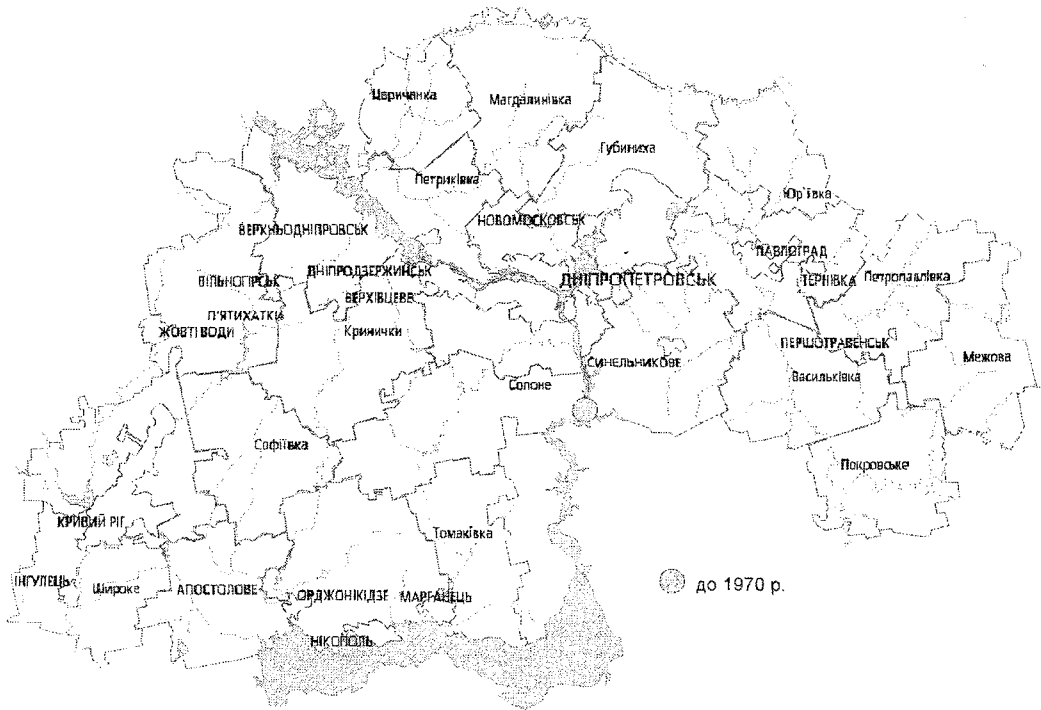 Царичанка
Магдалинівка
Губиниха
Петриківка
Юр'ївка
НОВОМОСКОВСЬК
ВЕРХНЬОДНІПРОВСЬК
ПАВЛОГРАД
ДНІПРОДЗЕРЖИНСЬК
ВІЛЬНОГІРСЬК
ДНІПРОПЕТРОВСЬК
ТЕРНІВКА
Петропавлівка
ВЕРХІВЦЕВЕ
П'ЯТИХАТКИ
ЖОВТІ ВОДИ
Кринички
ПЕРШОТРАВЕНСЬК
Межова
СИНЕЛЬНИКОВЕ
Васильківка
Солоне
Софіївка
Покровське
КРИВИЙ РІГ
Томаківка
ІНГУЛЕЦЬ
Широке
АПОСТОЛОВЕ
ОРДЖОНІКІДЗЕ
МАРГАНЕЦЬ
до 1970 р.
НІКОПОЛЬ